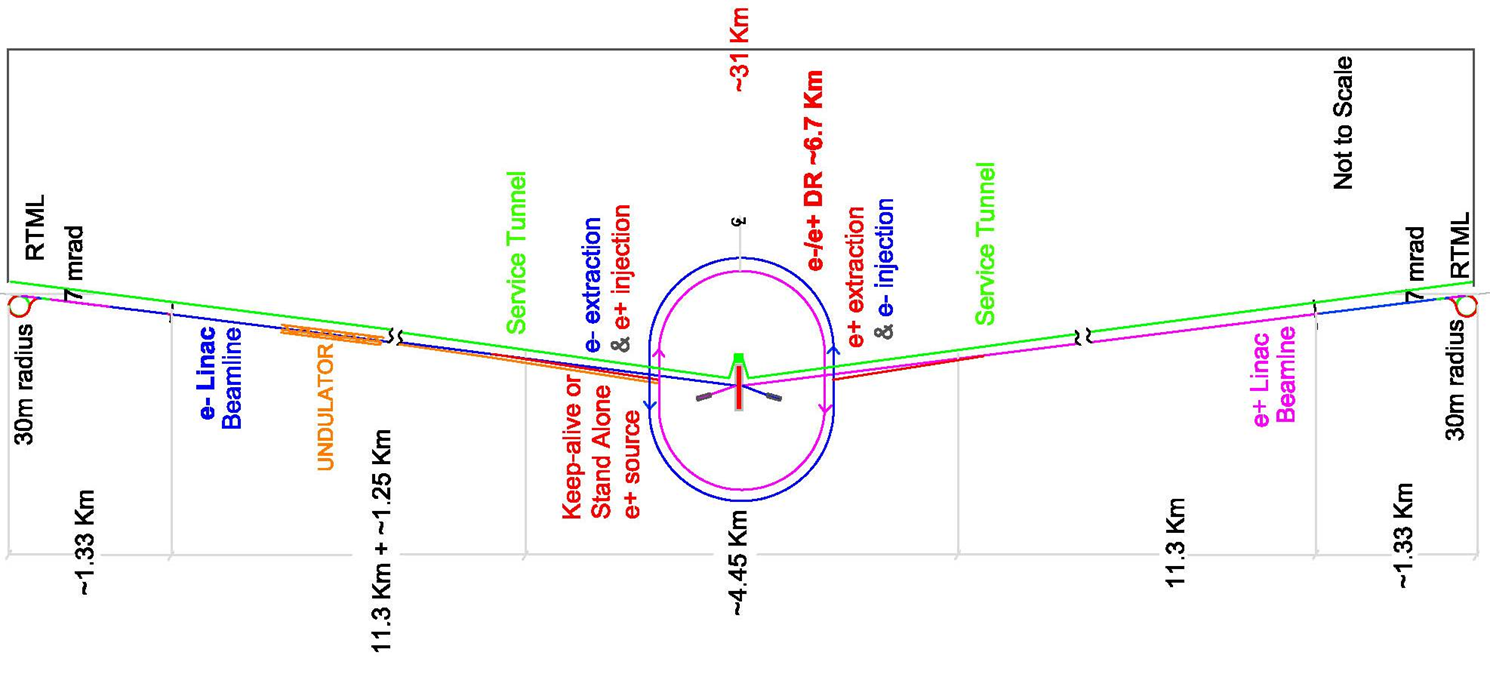 ~31 Km
RTML
7 mrad
30m radius
e- Linac
Beamline
UNDULATOR
Service Tunnel
e- extraction
& e+ injection
Keep-alive or
Stand Alone
e+ source
℄
e-/e+ DR ~6.7 Km
e+ extraction
& e- injection
Service Tunnel
e+ Linac
Beamlne
Not to Scale
7 mrad
RTML
30m radius
~1.33 Km
11.3 Km + ~1.25 Km
~4.45 Km
11.3 Km
~1.33 Km